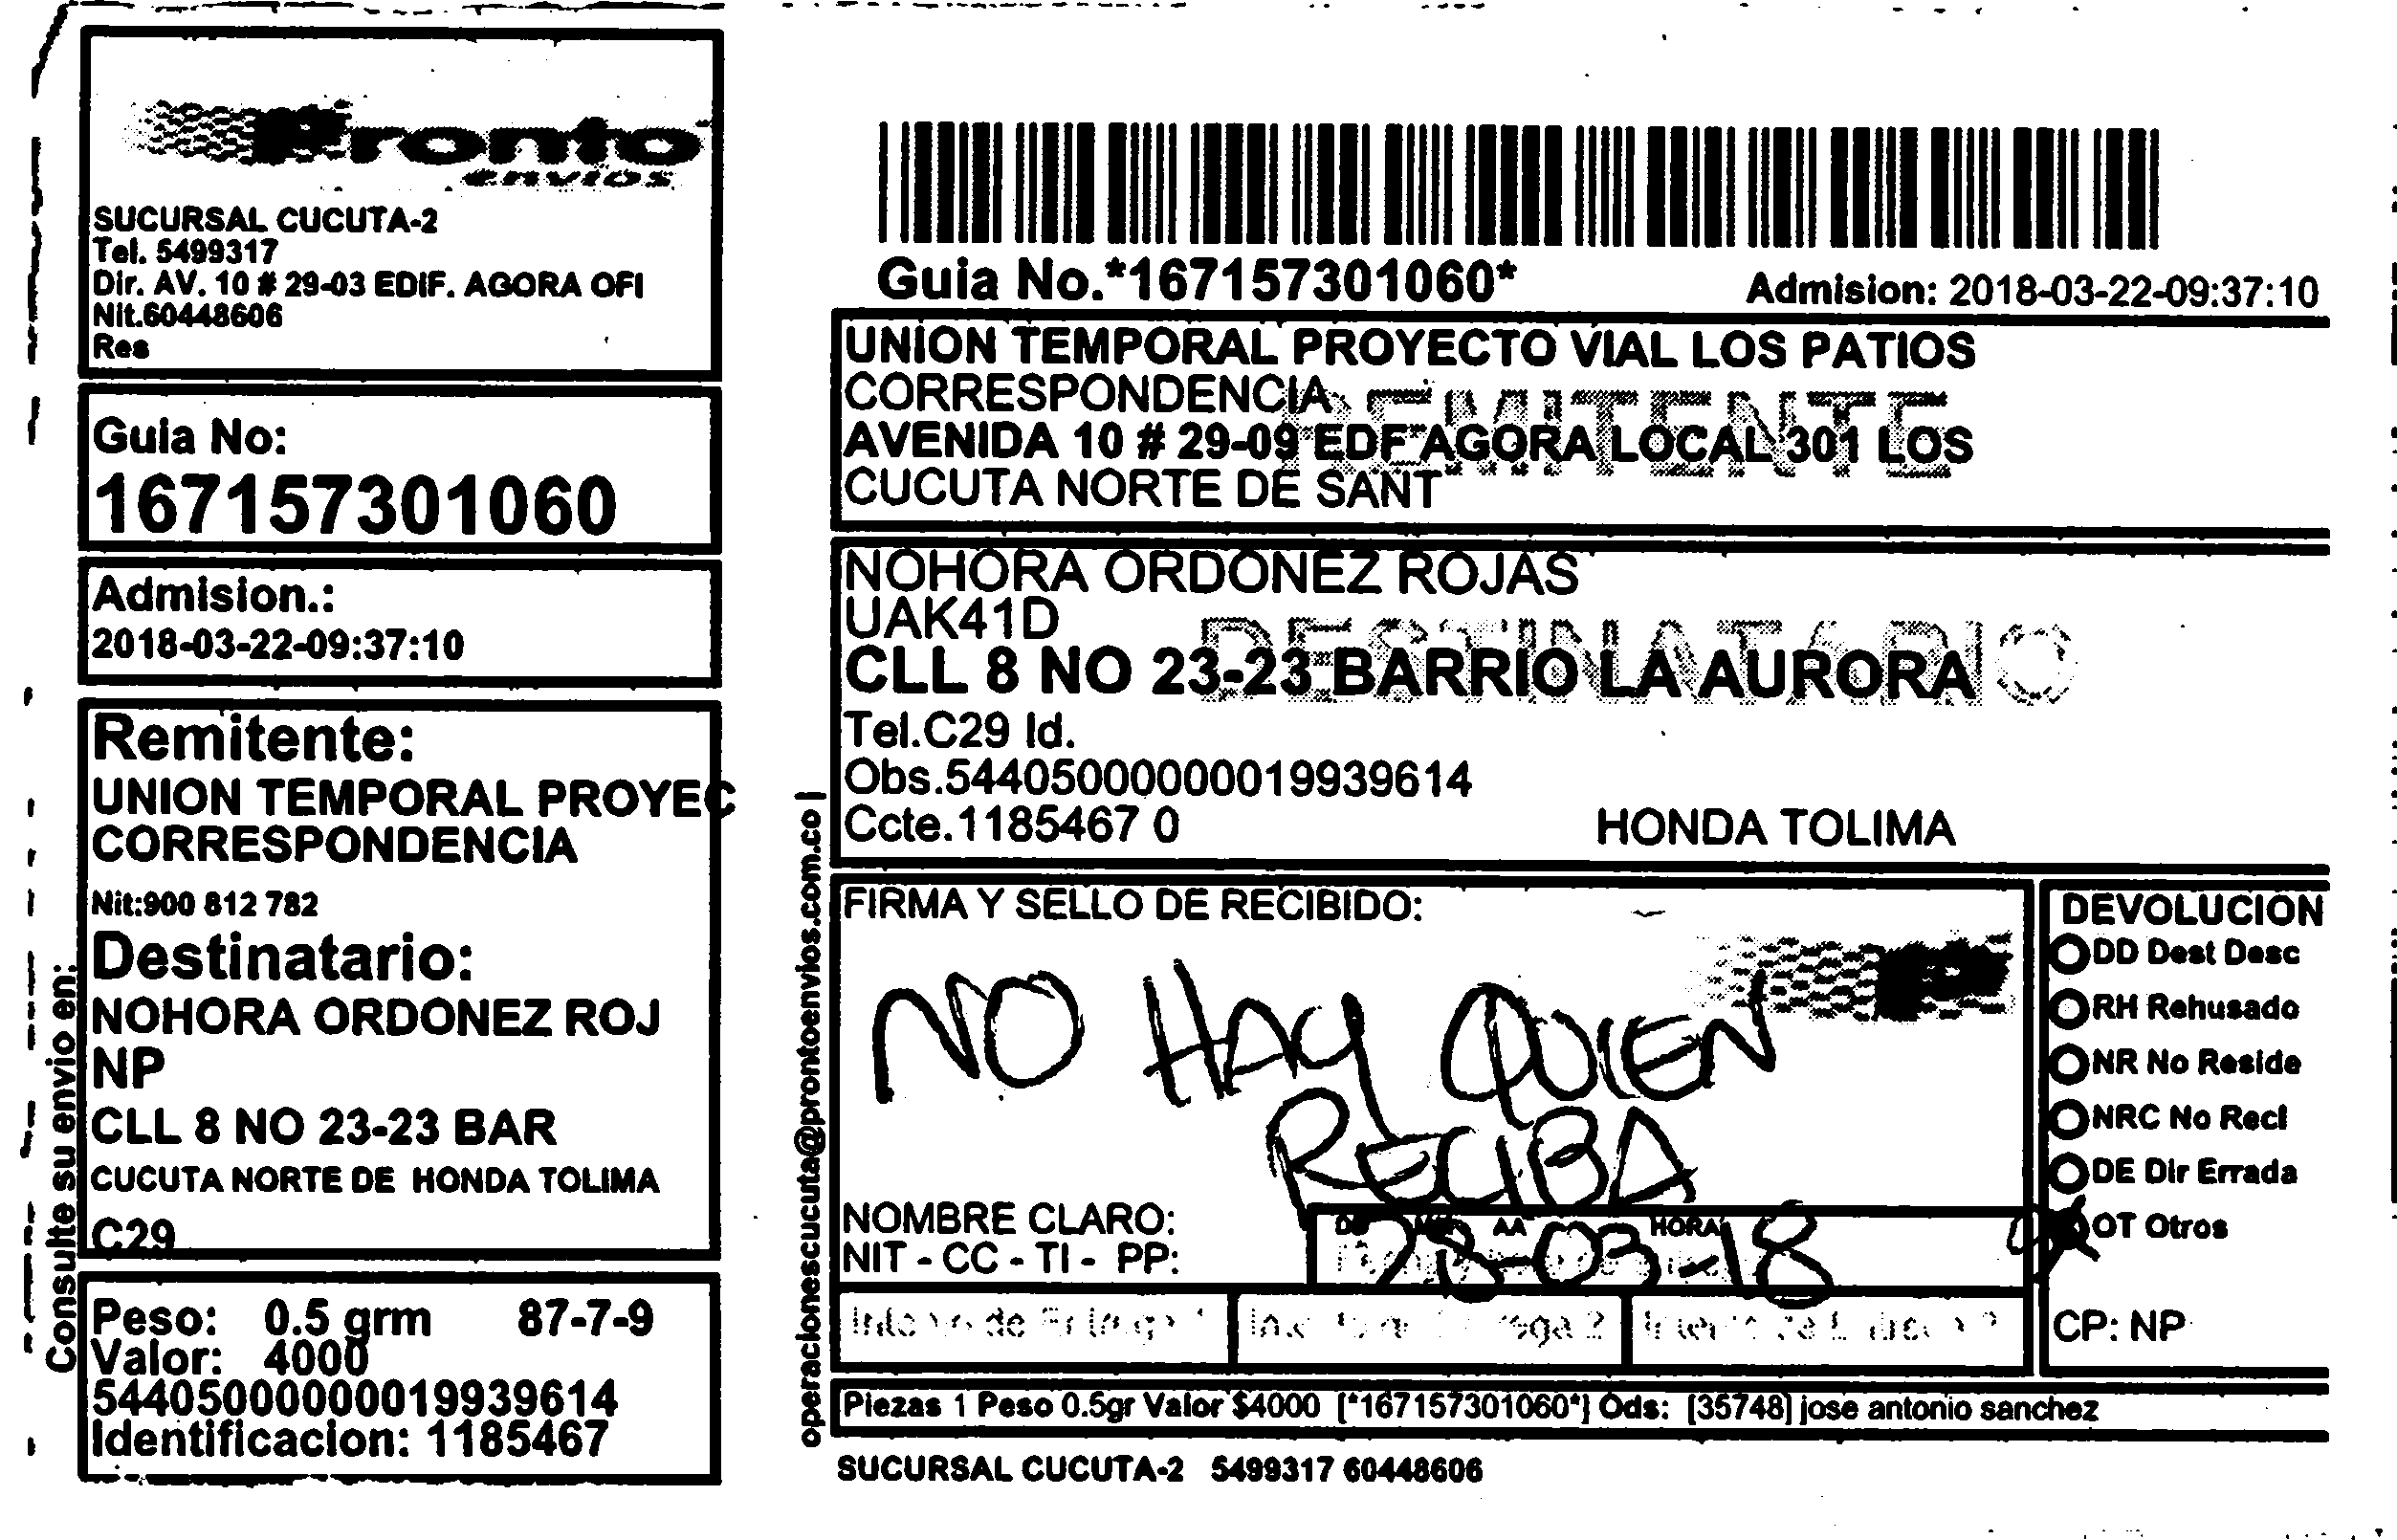 Pronto
envios
SUCURSAL CUCUTA-2
Tel. 5499317
Dir. AV. 10 # 29-03 EDIF. AGORA OFI
Nit.60448606
Res
Guia No:
167157301060
Admision.:
2018-03-22-09:37:10
Remitente:
UNION TEMPORAL PROYEC
CORRESPONDENCIA
Nit:900 812 782
Destinatario:
NOHORA ORDONEZ ROJ
NP
CLL 8 NO 23-23 BAR
CUCUTA NORTE DE HONDA TOLIMA
C29
Peso: 0.5 grm 87-7-9
Valor: 4000
544050000000019939614
Identificacion: 1185467
Consulte su envio en:
operacionescucuta@prontoenvios.com.co |
Guia No.*167157301060* Admision: 2018-03-22-09:37:10
UNION TEMPORAL PROYECTO VIAL LOS PATIOS
CORRESPONDENCIA
REMITENTE
AVENIDA 10 # 29-09 EDF AGORA LOCAL 301 LOS
CUCUTA NORTE DE SANT
NOHORA ORDONEZ ROJAS
UAK41D
DESTINATARIO
CLL 8 NO 23-23 BARRIO LA AURORA
Tel.C29 Id.
Obs.544050000000019939614
Ccte.1185467 0 HONDA TOLIMA
FIRMA Y SELLO DE RECIBIDO:
NO HAY QUIEN
RECIBA
NOMBRE CLARO:
NIT - CC - TI - PP:
AA HORA
28-03-18
DEVOLUCION
DD Dest Desc
RH Rehusado
NR No Reside
NRC No Reci
DE Dir Errada
OT Otros
CP: NP
Piezas 1 Peso 0.5gr Valor $4000 [*167157301060*] Ods: [35748] jose antonio sanchez
SUCURSAL CUCUTA-2 5499317 60448606